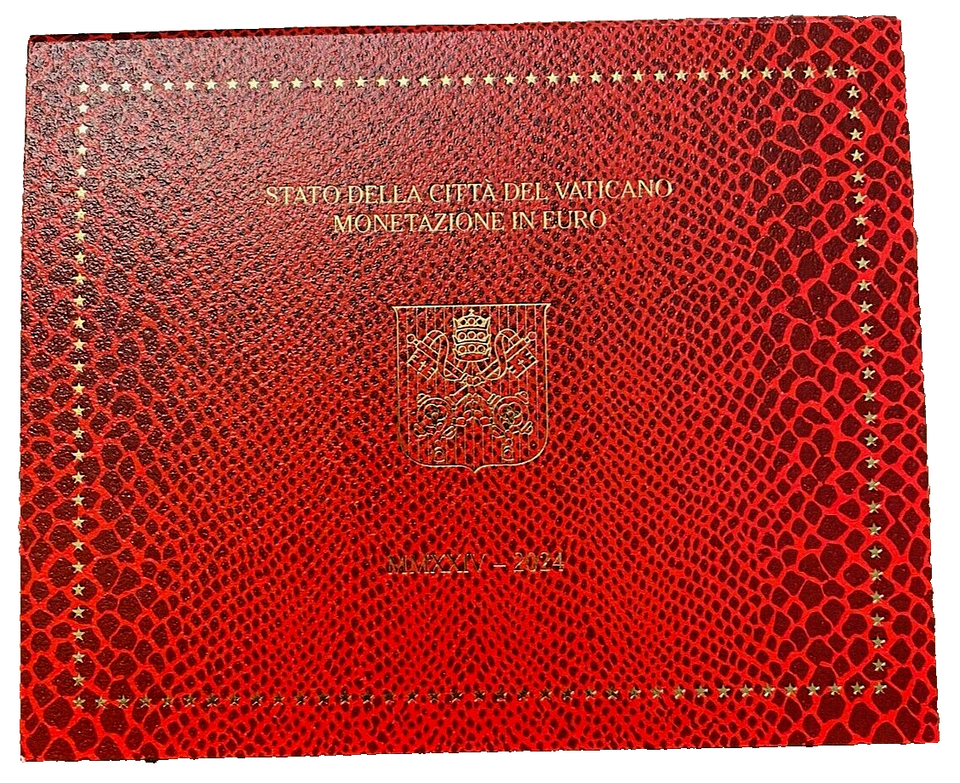 STATO DELLA CITTÀ DEL VATICANO
MONETAZIONE IN EURO
MMXXIV – 2024